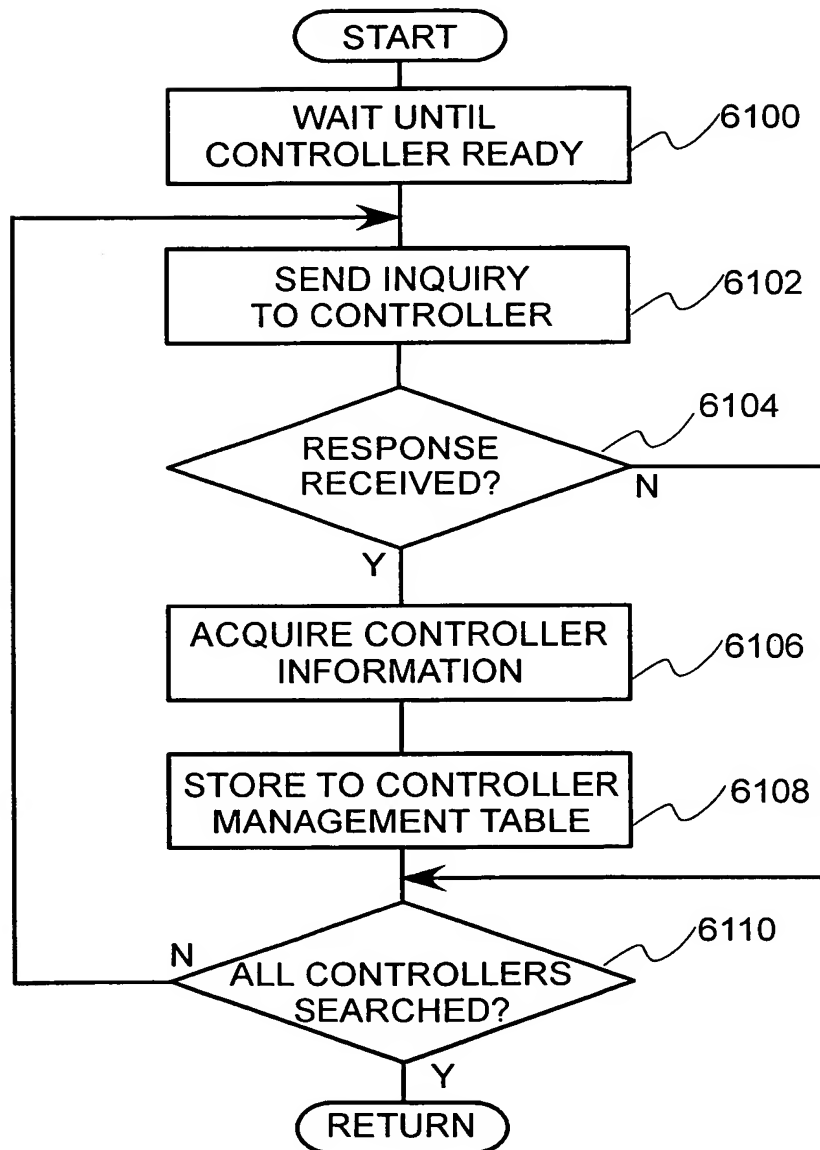 START
WAIT UNTIL
CONTROLLER READY
6100
SEND INQUIRY
TO CONTROLLER
6102
6104
RESPONSE
RECEIVED?
N
Y
ACQUIRE CONTROLLER
INFORMATION
6106
STORE TO CONTROLLER
MANAGEMENT TABLE
6108
6110
N
ALL CONTROLLERS
SEARCHED?
Y
RETURN